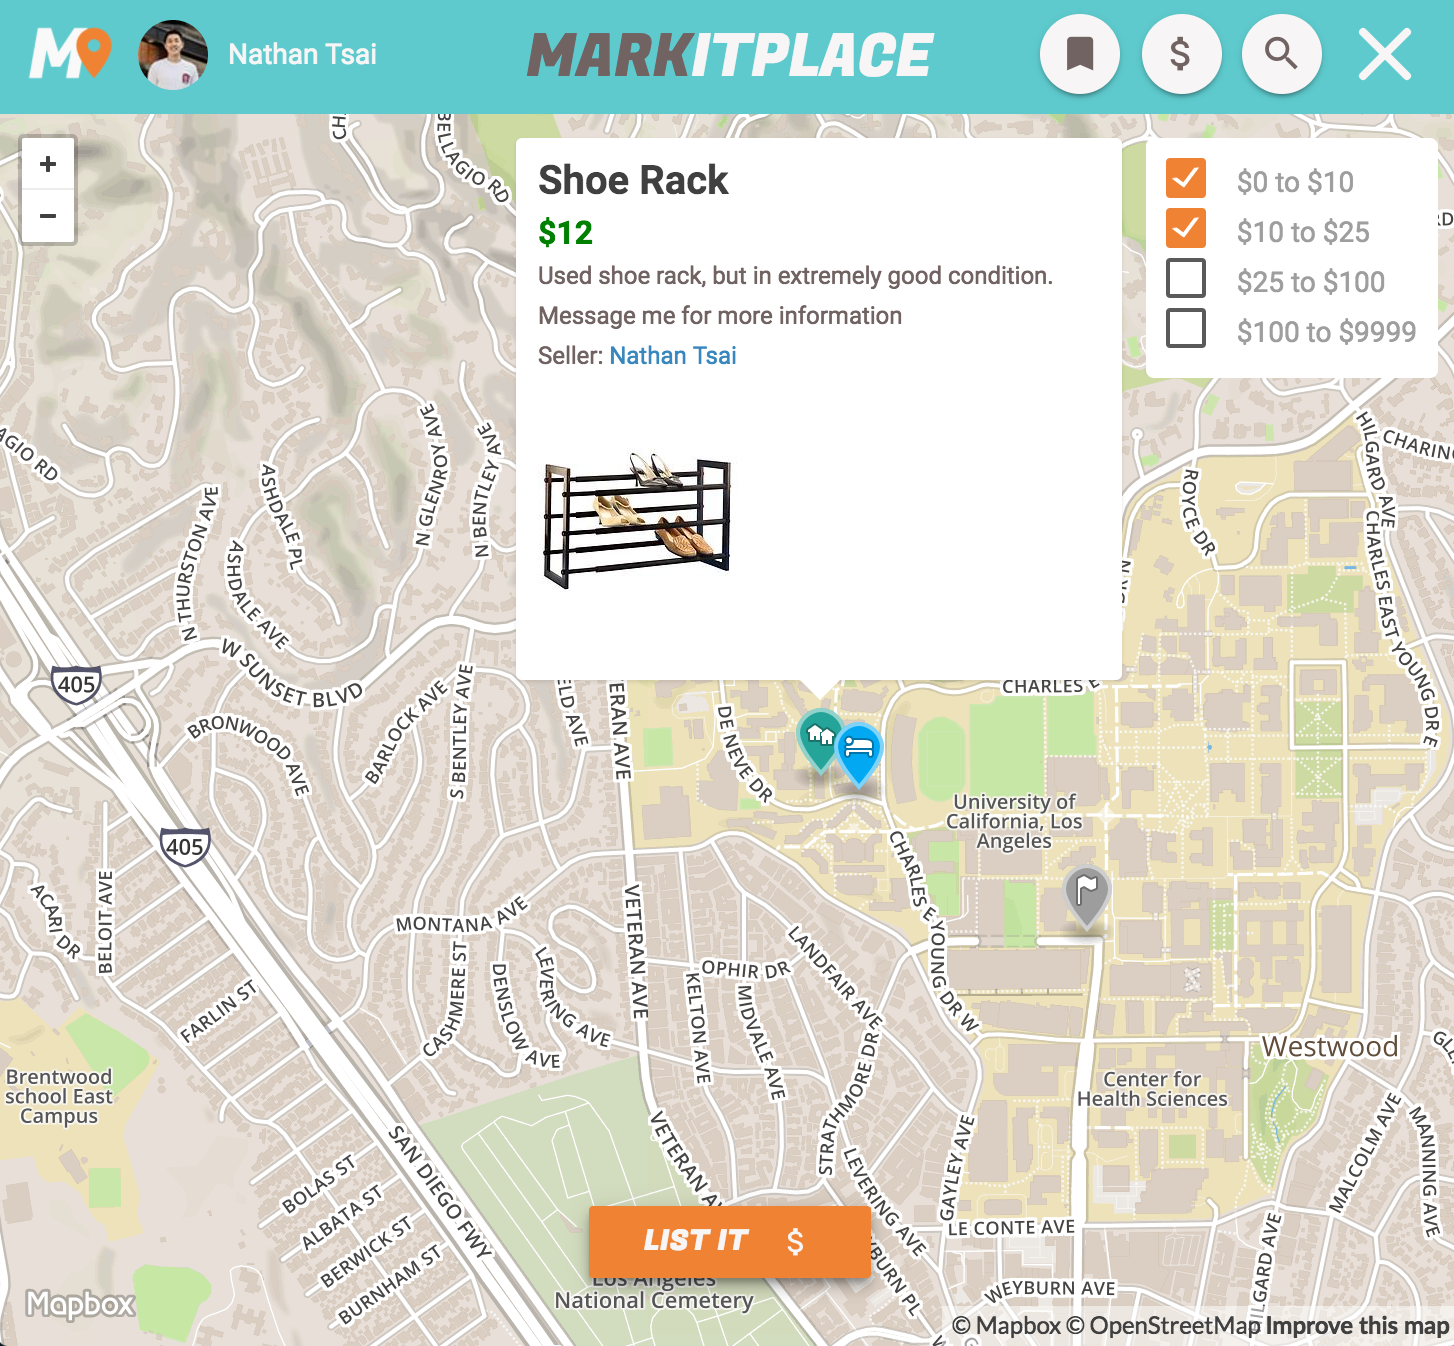 M
Nathan Tsai
MARKITPLACE
$
+
−
Shoe Rack
$12
Used shoe rack, but in extremely good condition.
Message me for more information
Seller: Nathan Tsai
$0 to $10
$10 to $25
$25 to $100
$100 to $9999
BELLAGIO RD
AGIO RD
N THURSTON AVE
ASHDALE PL
ASHDALE AVE
N GLENROY AVE
N BENTLEY AVE
W SUNSET BLVD
405
BRONWOOD AVE
BARLOCK AVE
S BENTLEY AVE
ELD AVE
ERAN AVE
DE NEVE DR
CHARLES E
ROYCE DR
HILGARD AVE
CHARING
CHARLES EAST YOUNG DR E
University of
California, Los
Angeles
405
ACARI DR
BELOIT AVE
MONTANA AVE
CASHMERE ST
DENSLOW AVE
LEVERING AVE
VETERAN AVE
OPHIR DR
KELTON AVE
MIDVALE AVE
LANDFAIR AVE
CHARLES E YOUNG DR W
FARLIN ST
Westwood
Brentwood
school East
Campus
Center for
Health Sciences
STRATHMORE DR
VETERAN AV
LEVERING AVE
GAYLEY AVE
MALCOLM AVE
MANNING AVE
SAN DIEGO FWY
BOLAS ST
ALBATA ST
BERWICK ST
BURNHAM ST
LIST IT $
LE CONTE AVE
YBURN PL
WEYBURN AVE
ILGARD AVE
Los Angeles
National Cemetery
Mapbox
© Mapbox © OpenStreetMap Improve this map